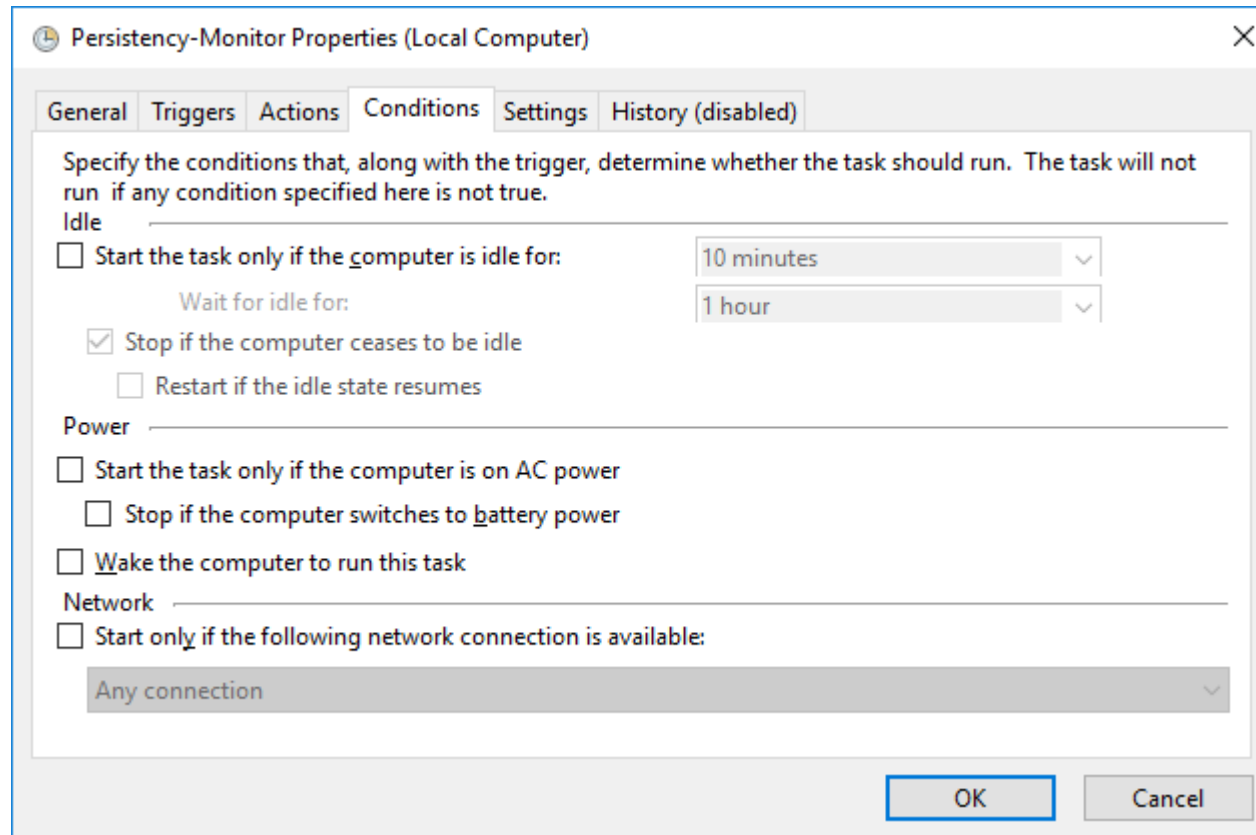 Persistency-Monitor Properties (Local Computer)
General Triggers Actions Conditions Settings History (disabled)
Specify the conditions that, along with the trigger, determine whether the task should run.  The task will not
run  if any condition specified here is not true.
Idle
Start the task only if the computer is idle for: 10 minutes
Wait for idle for: 1 hour
Stop if the computer ceases to be idle
Restart if the idle state resumes
Power
Start the task only if the computer is on AC power
Stop if the computer switches to battery power
Wake the computer to run this task
Network
Start only if the following network connection is available:
Any connection
OK Cancel